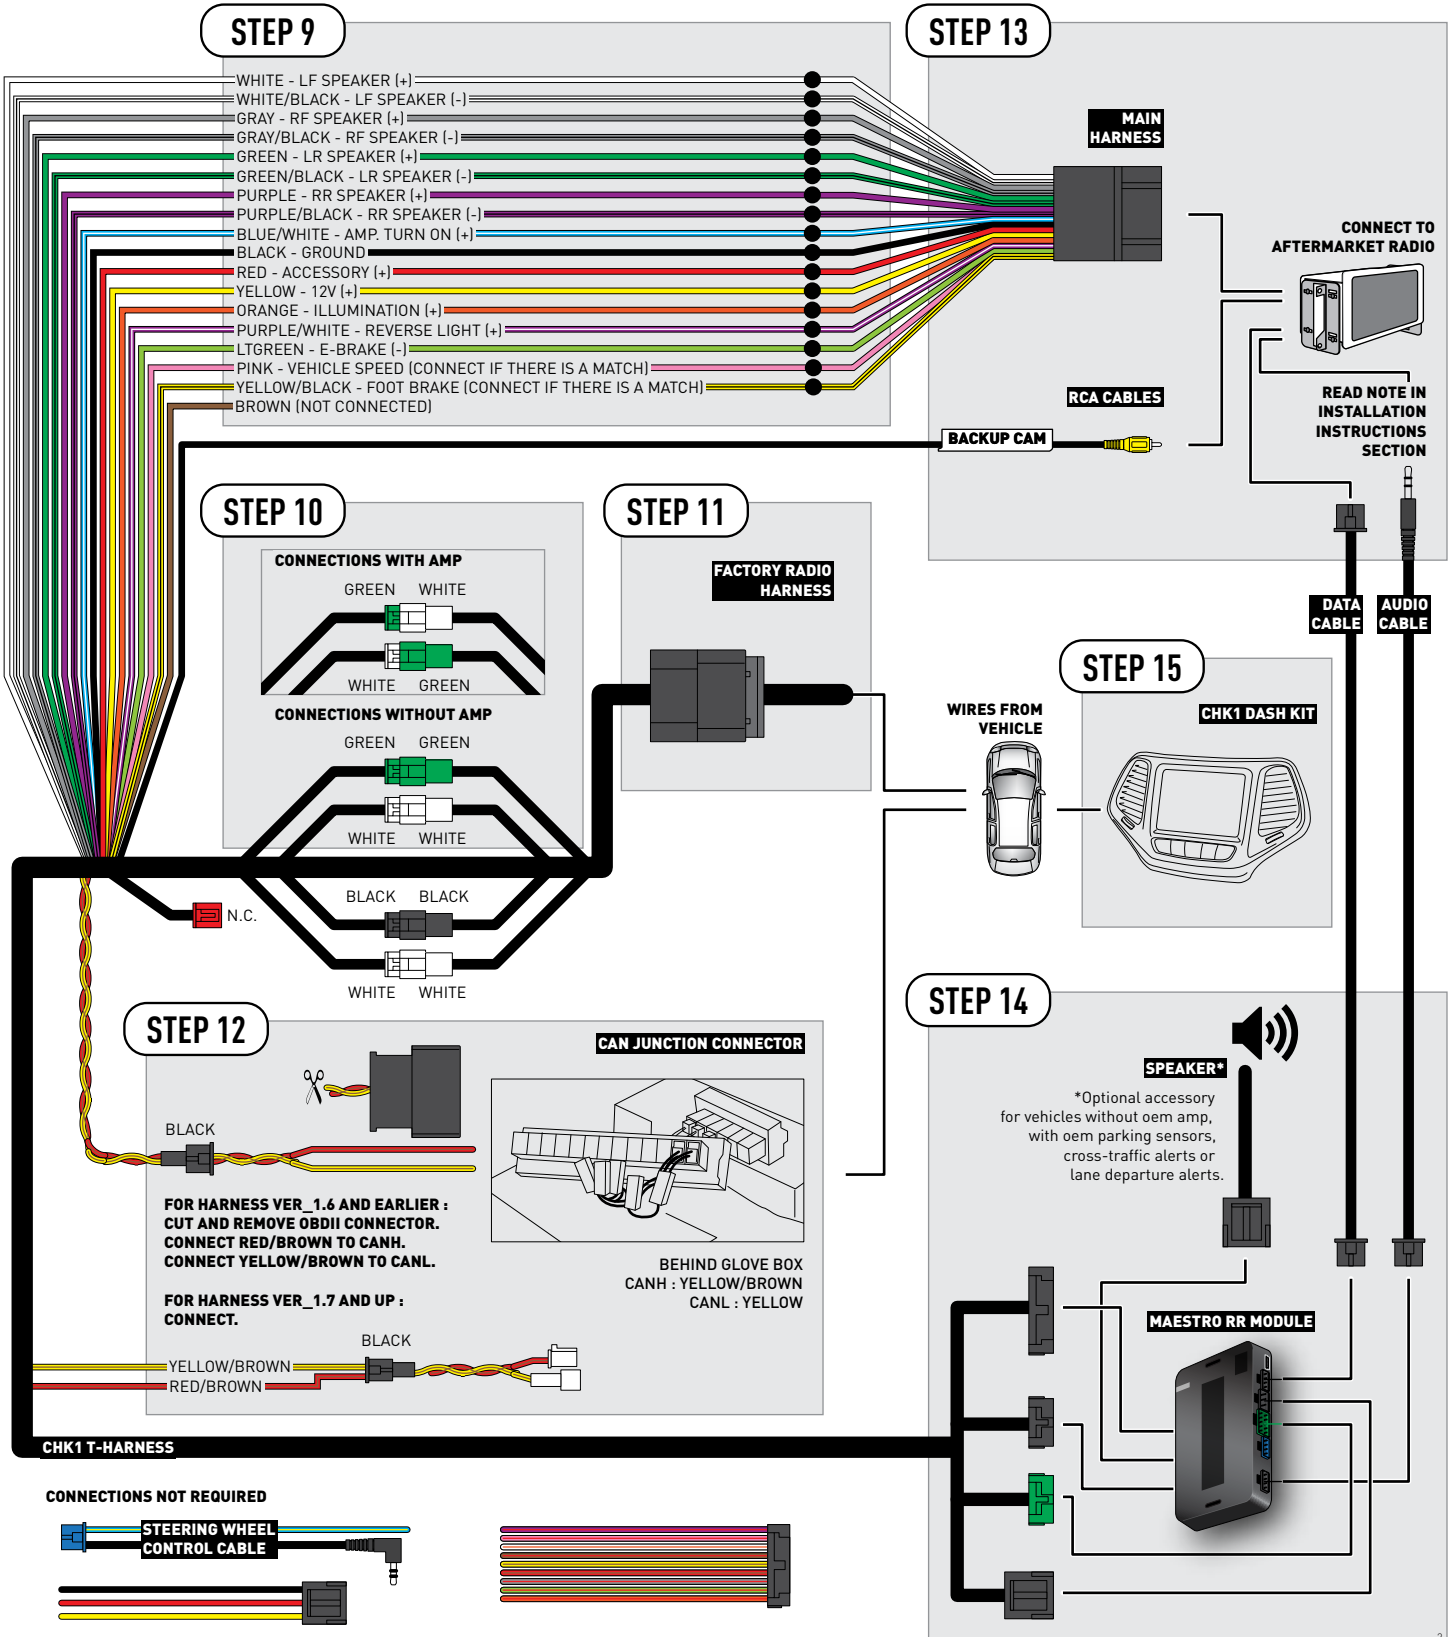 STEP 9
WHITE - LF SPEAKER (+)
WHITE/BLACK - LF SPEAKER (-)
GRAY - RF SPEAKER (+)
GRAY/BLACK - RF SPEAKER (-)
GREEN - LR SPEAKER (+)
GREEN/BLACK - LR SPEAKER (-)
PURPLE - RR SPEAKER (+)
PURPLE/BLACK - RR SPEAKER (-)
BLUE/WHITE - AMP. TURN ON (+)
BLACK - GROUND
RED - ACCESSORY (+)
YELLOW - 12V (+)
ORANGE - ILLUMINATION (+)
PURPLE/WHITE - REVERSE LIGHT (+)
LTGREEN - E-BRAKE (-)
PINK - VEHICLE SPEED (CONNECT IF THERE IS A MATCH)
YELLOW/BLACK - FOOT BRAKE (CONNECT IF THERE IS A MATCH)
BROWN (NOT CONNECTED)
STEP 13
MAIN
HARNESS
CONNECT TO
AFTERMARKET RADIO
RCA CABLES
BACKUP CAM
READ NOTE IN
INSTALLATION
INSTRUCTIONS
SECTION
DATA
CABLE
AUDIO
CABLE
STEP 10
CONNECTIONS WITH AMP
GREEN WHITE
WHITE GREEN
CONNECTIONS WITHOUT AMP
GREEN GREEN
WHITE WHITE
BLACK BLACK
WHITE WHITE
N.C.
STEP 11
FACTORY RADIO
HARNESS
WIRES FROM
VEHICLE
STEP 15
CHK1 DASH KIT
STEP 12
CAN JUNCTION CONNECTOR
BLACK
FOR HARNESS VER_1.6 AND EARLIER :
CUT AND REMOVE OBDII CONNECTOR.
CONNECT RED/BROWN TO CANH.
CONNECT YELLOW/BROWN TO CANL.
FOR HARNESS VER_1.7 AND UP :
CONNECT.
BEHIND GLOVE BOX
CANH : YELLOW/BROWN
CANL : YELLOW
BLACK
YELLOW/BROWN
RED/BROWN
STEP 14
SPEAKER*
*Optional accessory
for vehicles without oem amp,
with oem parking sensors,
cross-traffic alerts or
lane departure alerts.
MAESTRO RR MODULE
CHK1 T-HARNESS
CONNECTIONS NOT REQUIRED
STEERING WHEEL
CONTROL CABLE